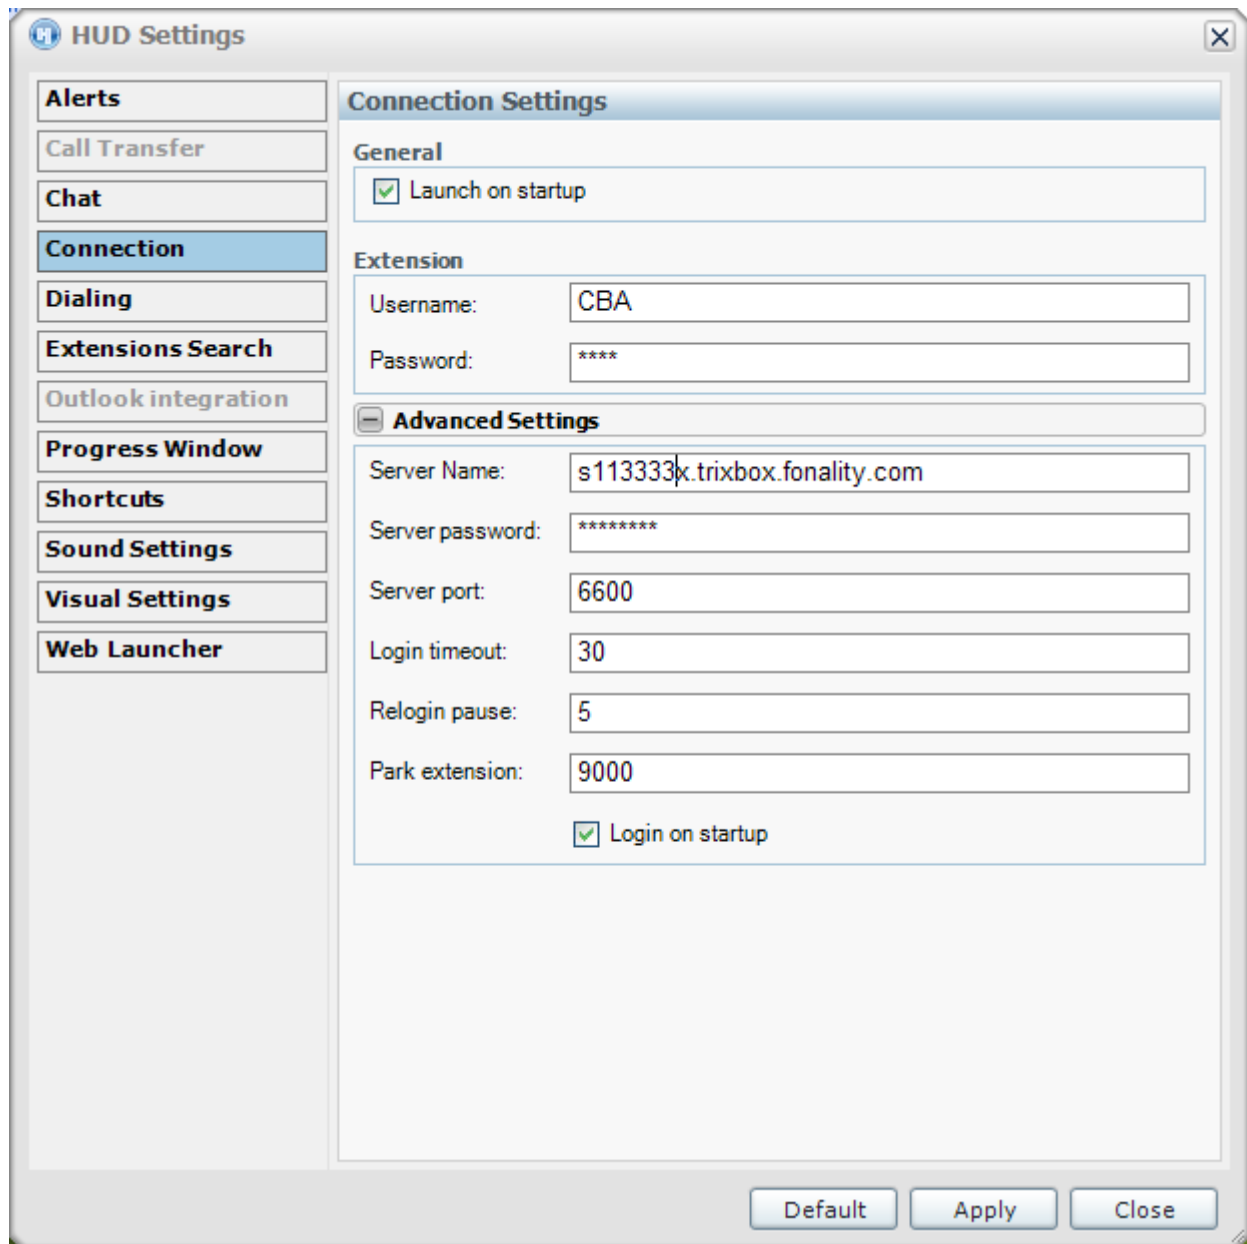 HUD Settings
Alerts
Call Transfer
Chat
Connection
Dialing
Extensions Search
Outlook integration
Progress Window
Shortcuts
Sound Settings
Visual Settings
Web Launcher
Connection Settings
General
Launch on startup
Extension
Username: CBA
Password: ****
Advanced Settings
Server Name: s113333x.trixbox.fonality.com
Server password: ********
Server port: 6600
Login timeout: 30
Relogin pause: 5
Park extension: 9000
Login on startup
Default Apply Close